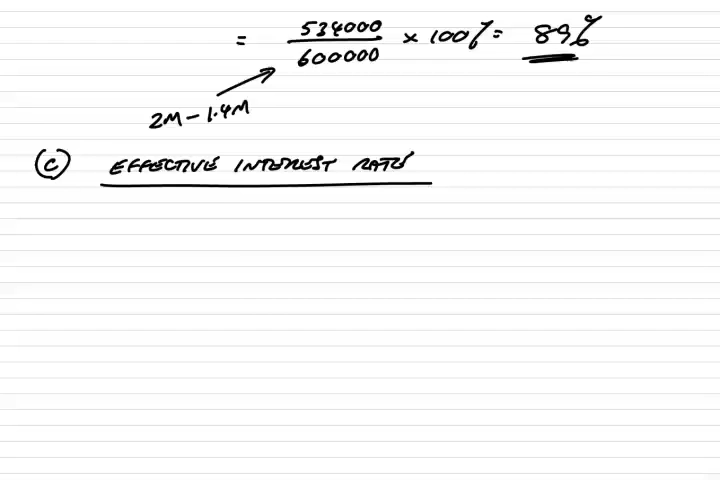 = 534000 / 600000 × 100% = 89%
2M - 1.4M
(C) EFFECTIVE INTEREST RATE